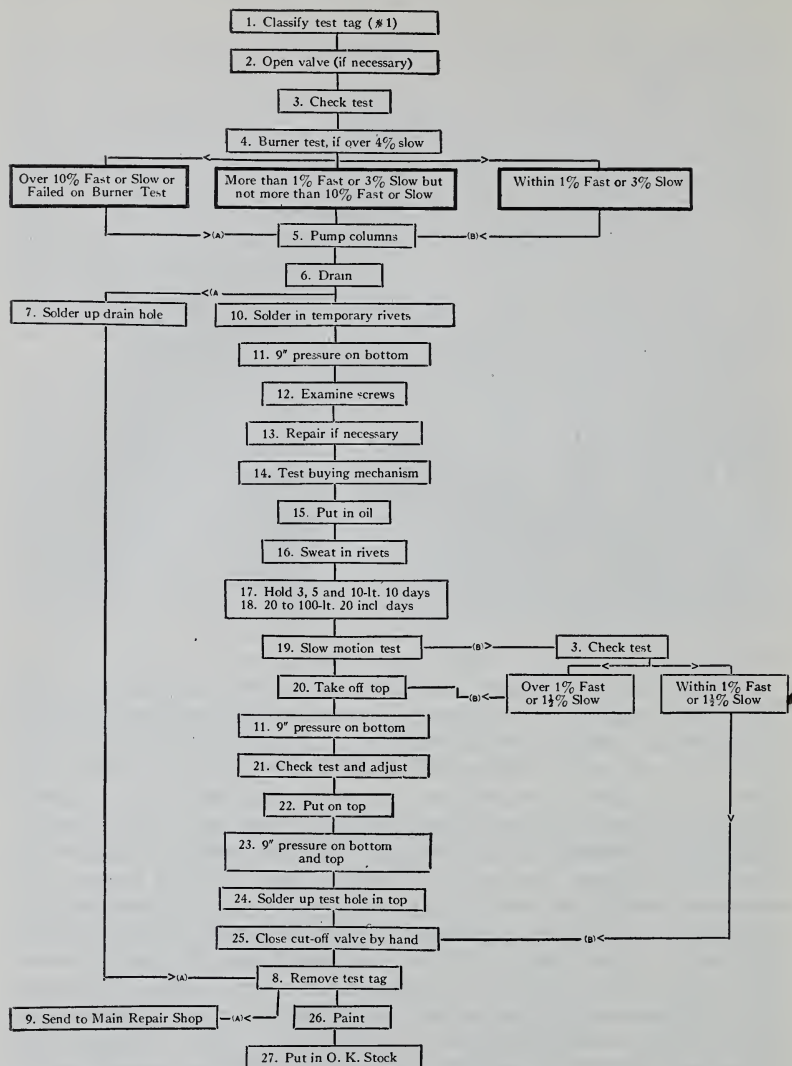 1. Classify test tag (#1)
2. Open valve (if necessary)
3. Check test
4. Burner test, if over 4% slow
Over 10% Fast or Slow or
Failed on Burner Test
More than 1% Fast or 3% Slow but
not more than 10% Fast or Slow
Within 1% Fast or 3% Slow
(A)
5. Pump columns
(B)
6. Drain
(A
7. Solder up drain hole
10. Solder in temporary rivets
11. 9" pressure on bottom
12. Examine screws
13. Repair if necessary
14. Test buying mechanism
15. Put in oil
16. Sweat in rivets
17. Hold 3, 5 and 10-lt. 10 days
18. 20 to 100-lt. 20 incl days
19. Slow motion test
(B)
3. Check test
20. Take off top
(B)
Over 1% Fast
or 1½% Slow
Within 1% Fast
or 1½% Slow
11. 9" pressure on bottom
21. Check test and adjust
22. Put on top
23. 9" pressure on bottom
and top
24. Solder up test hole in top
25. Close cut-off valve by hand
(B)
(A)
8. Remove test tag
9. Send to Main Repair Shop
(A)
26. Paint
27. Put in O. K. Stock